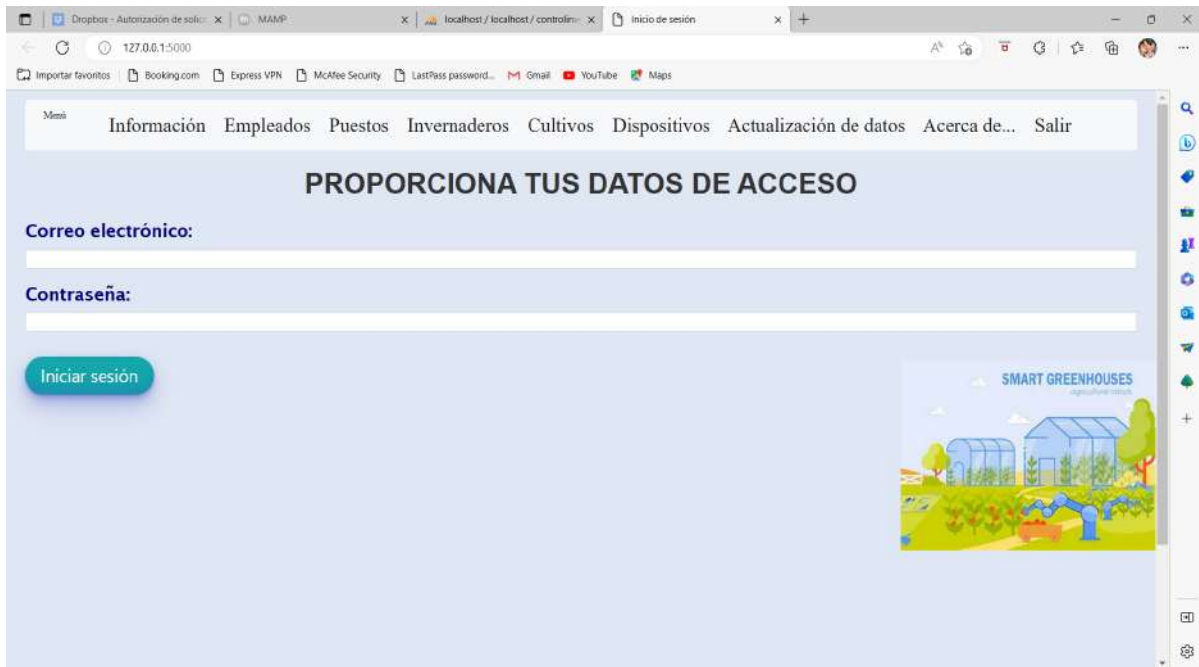 Dropbox - Autorización de solic
MAMP
localhost / localhost / controlinv
Inicio de sesión
127.0.0.1:5000
Importar favoritos
Booking.com
Express VPN
McAfee Security
LastPass password...
Gmail
YouTube
Maps
Menú
Información Empleados Puestos Invernaderos Cultivos Dispositivos Actualización de datos Acerca de... Salir
PROPORCIONA TUS DATOS DE ACCESO
Correo electrónico:
Contraseña:
Iniciar sesión
SMART GREENHOUSES